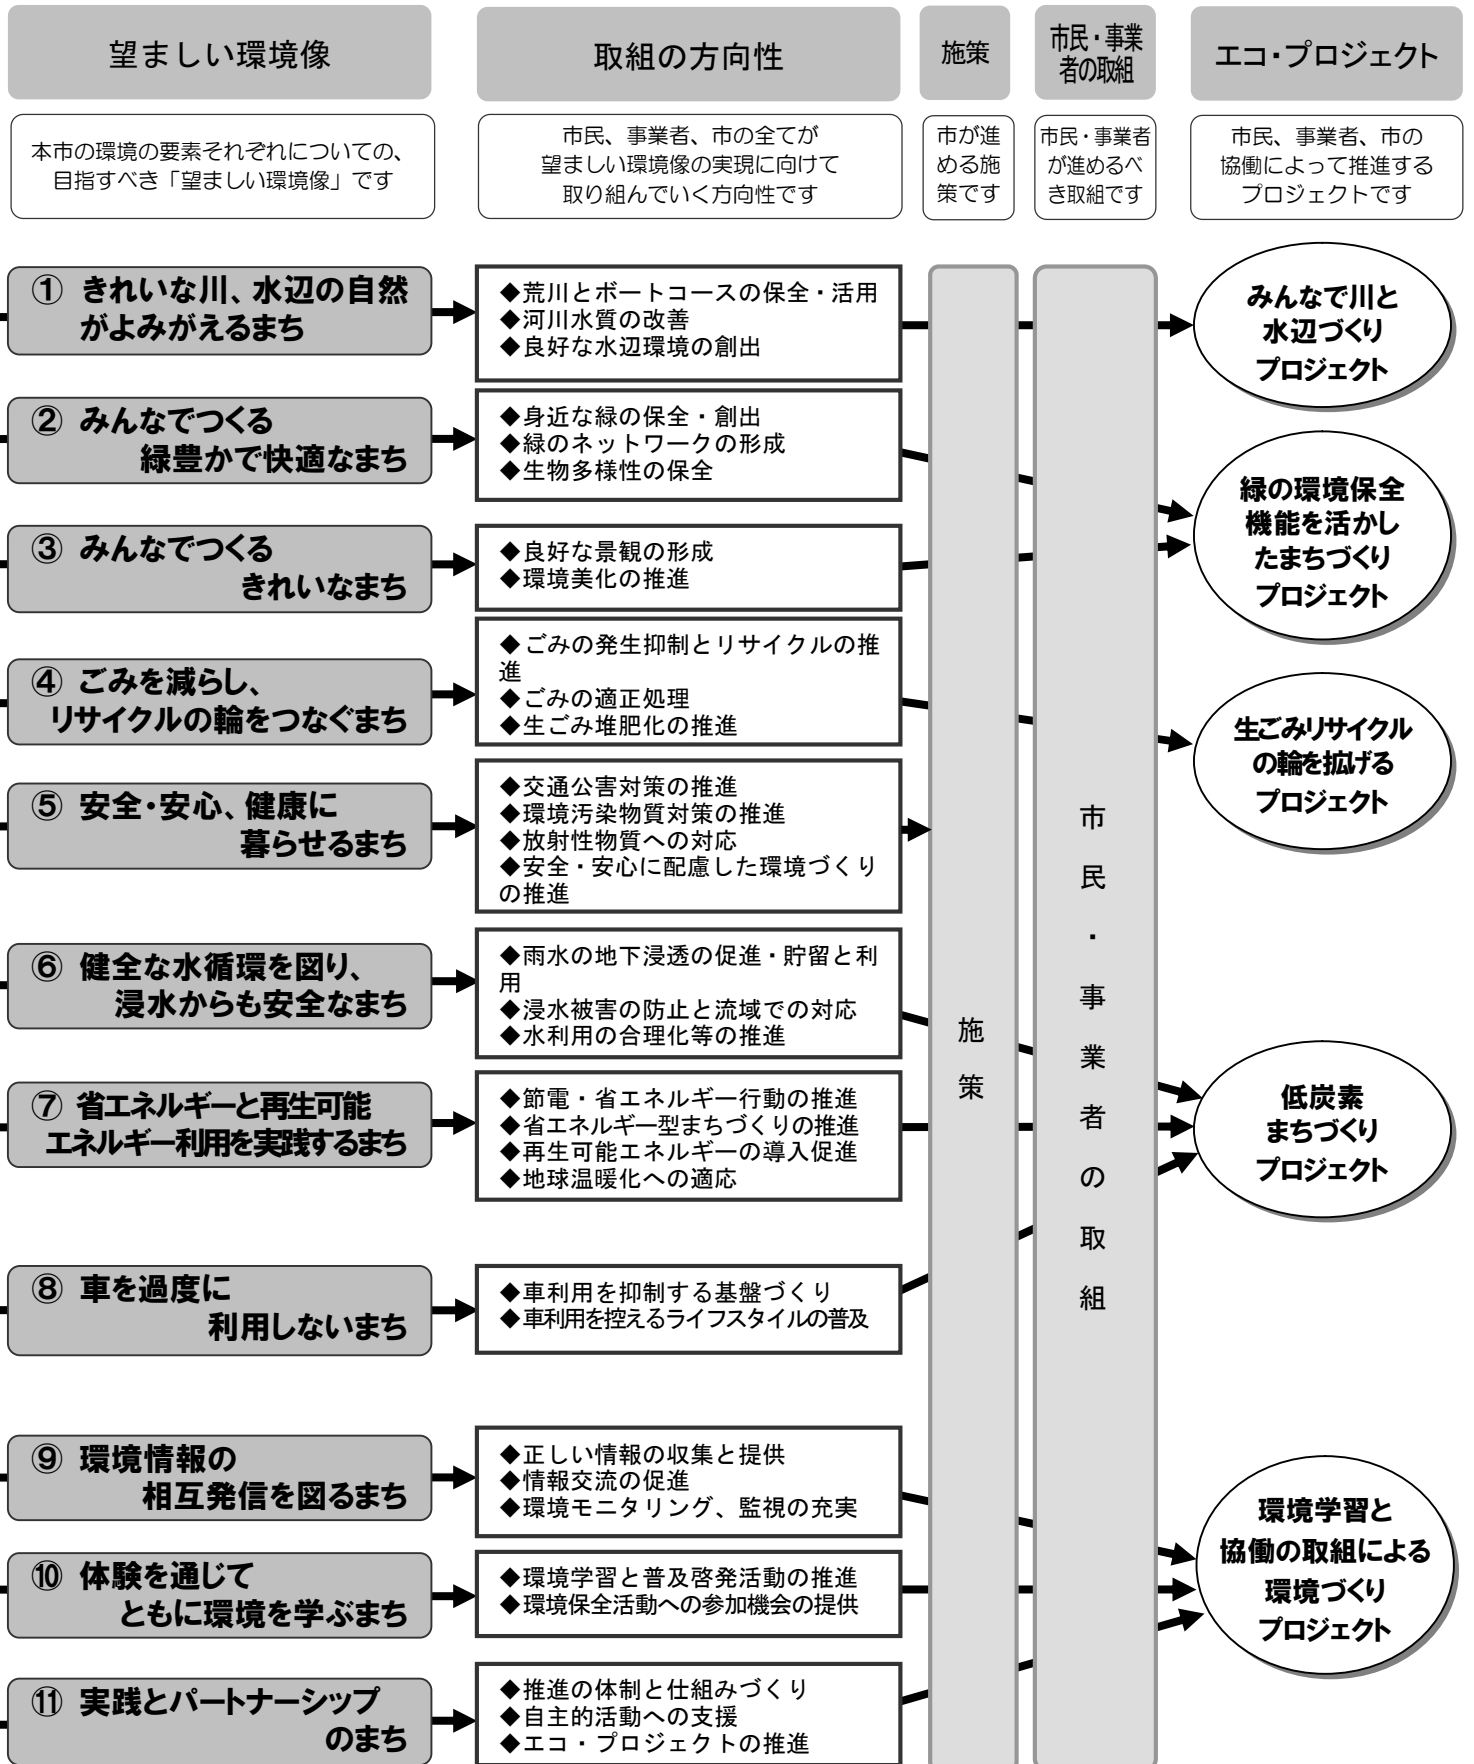 望ましい環境像
取組の方向性
施策
市民・事業
者の取組
エコ・プロジェクト
本市の環境の要素それぞれについての、
目指すべき「望ましい環境像」です
市民、事業者、市の全てが
望ましい環境像の実現に向けて
取り組んでいく方向性です
市が進
める施
策です
市民・事業者
が進めるべ
き取組です
市民、事業者、市の
協働によって推進する
プロジェクトです
① きれいな川、水辺の自然
がよみがえるまち
◆荒川とボートコースの保全・活用
◆河川水質の改善
◆良好な水辺環境の創出
みんなで川と
水辺づくり
プロジェクト
② みんなでつくる
緑豊かで快適なまち
◆身近な緑の保全・創出
◆緑のネットワークの形成
◆生物多様性の保全
緑の環境保全
機能を活かし
たまちづくり
プロジェクト
③ みんなでつくる
きれいなまち
◆良好な景観の形成
◆環境美化の推進
④ ごみを減らし、
リサイクルの輪をつなぐまち
◆ごみの発生抑制とリサイクルの推
進
◆ごみの適正処理
◆生ごみ堆肥化の推進
生ごみリサイクル
の輪を拡げる
プロジェクト
⑤ 安全・安心、健康に
暮らせるまち
◆交通公害対策の推進
◆環境汚染物質対策の推進
◆放射性物質への対応
◆安全・安心に配慮した環境づくり
の推進
⑥ 健全な水循環を図り、
浸水からも安全なまち
◆雨水の地下浸透の促進・貯留と利
用
◆浸水被害の防止と流域での対応
◆水利用の合理化等の推進
施策
市民・事業者の取組
⑦ 省エネルギーと再生可能
エネルギー利用を実践するまち
◆節電・省エネルギー行動の推進
◆省エネルギー型まちづくりの推進
◆再生可能エネルギーの導入促進
◆地球温暖化への適応
低炭素
まちづくり
プロジェクト
⑧ 車を過度に
利用しないまち
◆車利用を抑制する基盤づくり
◆車利用を控えるライフスタイルの普及
⑨ 環境情報の
相互発信を図るまち
◆正しい情報の収集と提供
◆情報交流の促進
◆環境モニタリング、監視の充実
環境学習と
協働の取組による
環境づくり
プロジェクト
⑩ 体験を通じて
ともに環境を学ぶまち
◆環境学習と普及啓発活動の推進
◆環境保全活動への参加機会の提供
⑪ 実践とパートナーシップ
のまち
◆推進の体制と仕組みづくり
◆自主的活動への支援
◆エコ・プロジェクトの推進